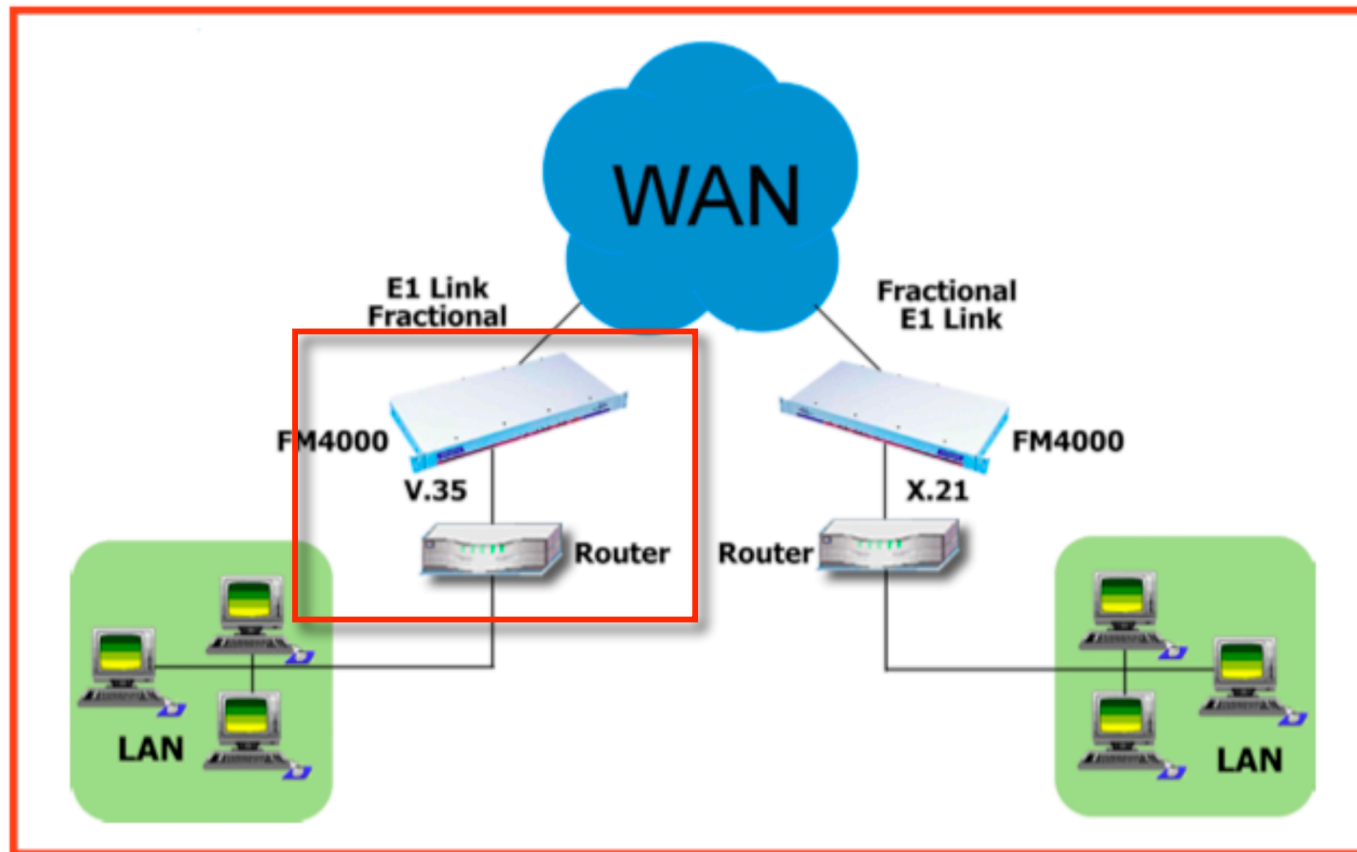 WAN
E1 Link
Fractional
Fractional
E1 Link
FM4000
FM4000
V.35
X.21
Router
Router
LAN
LAN